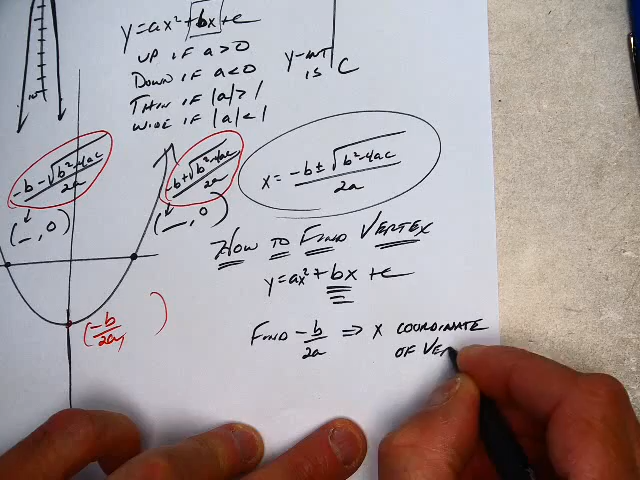 y=ax²+bx+c
UP IF a>0
DOWN IF a<0
THIN IF |a|>1
WIDE IF |a|<1
y-INT IS C
-b-√b²-4ac / 2a
(_, 0)
-b+√b²-4ac / 2a
(_, 0)
x = -b±√b²-4ac / 2a
HOW TO FIND VERTEX
y=ax²+bx+c
(-b/2a, )
FIND -b/2a ⇒ X COORDINATE
OF VER